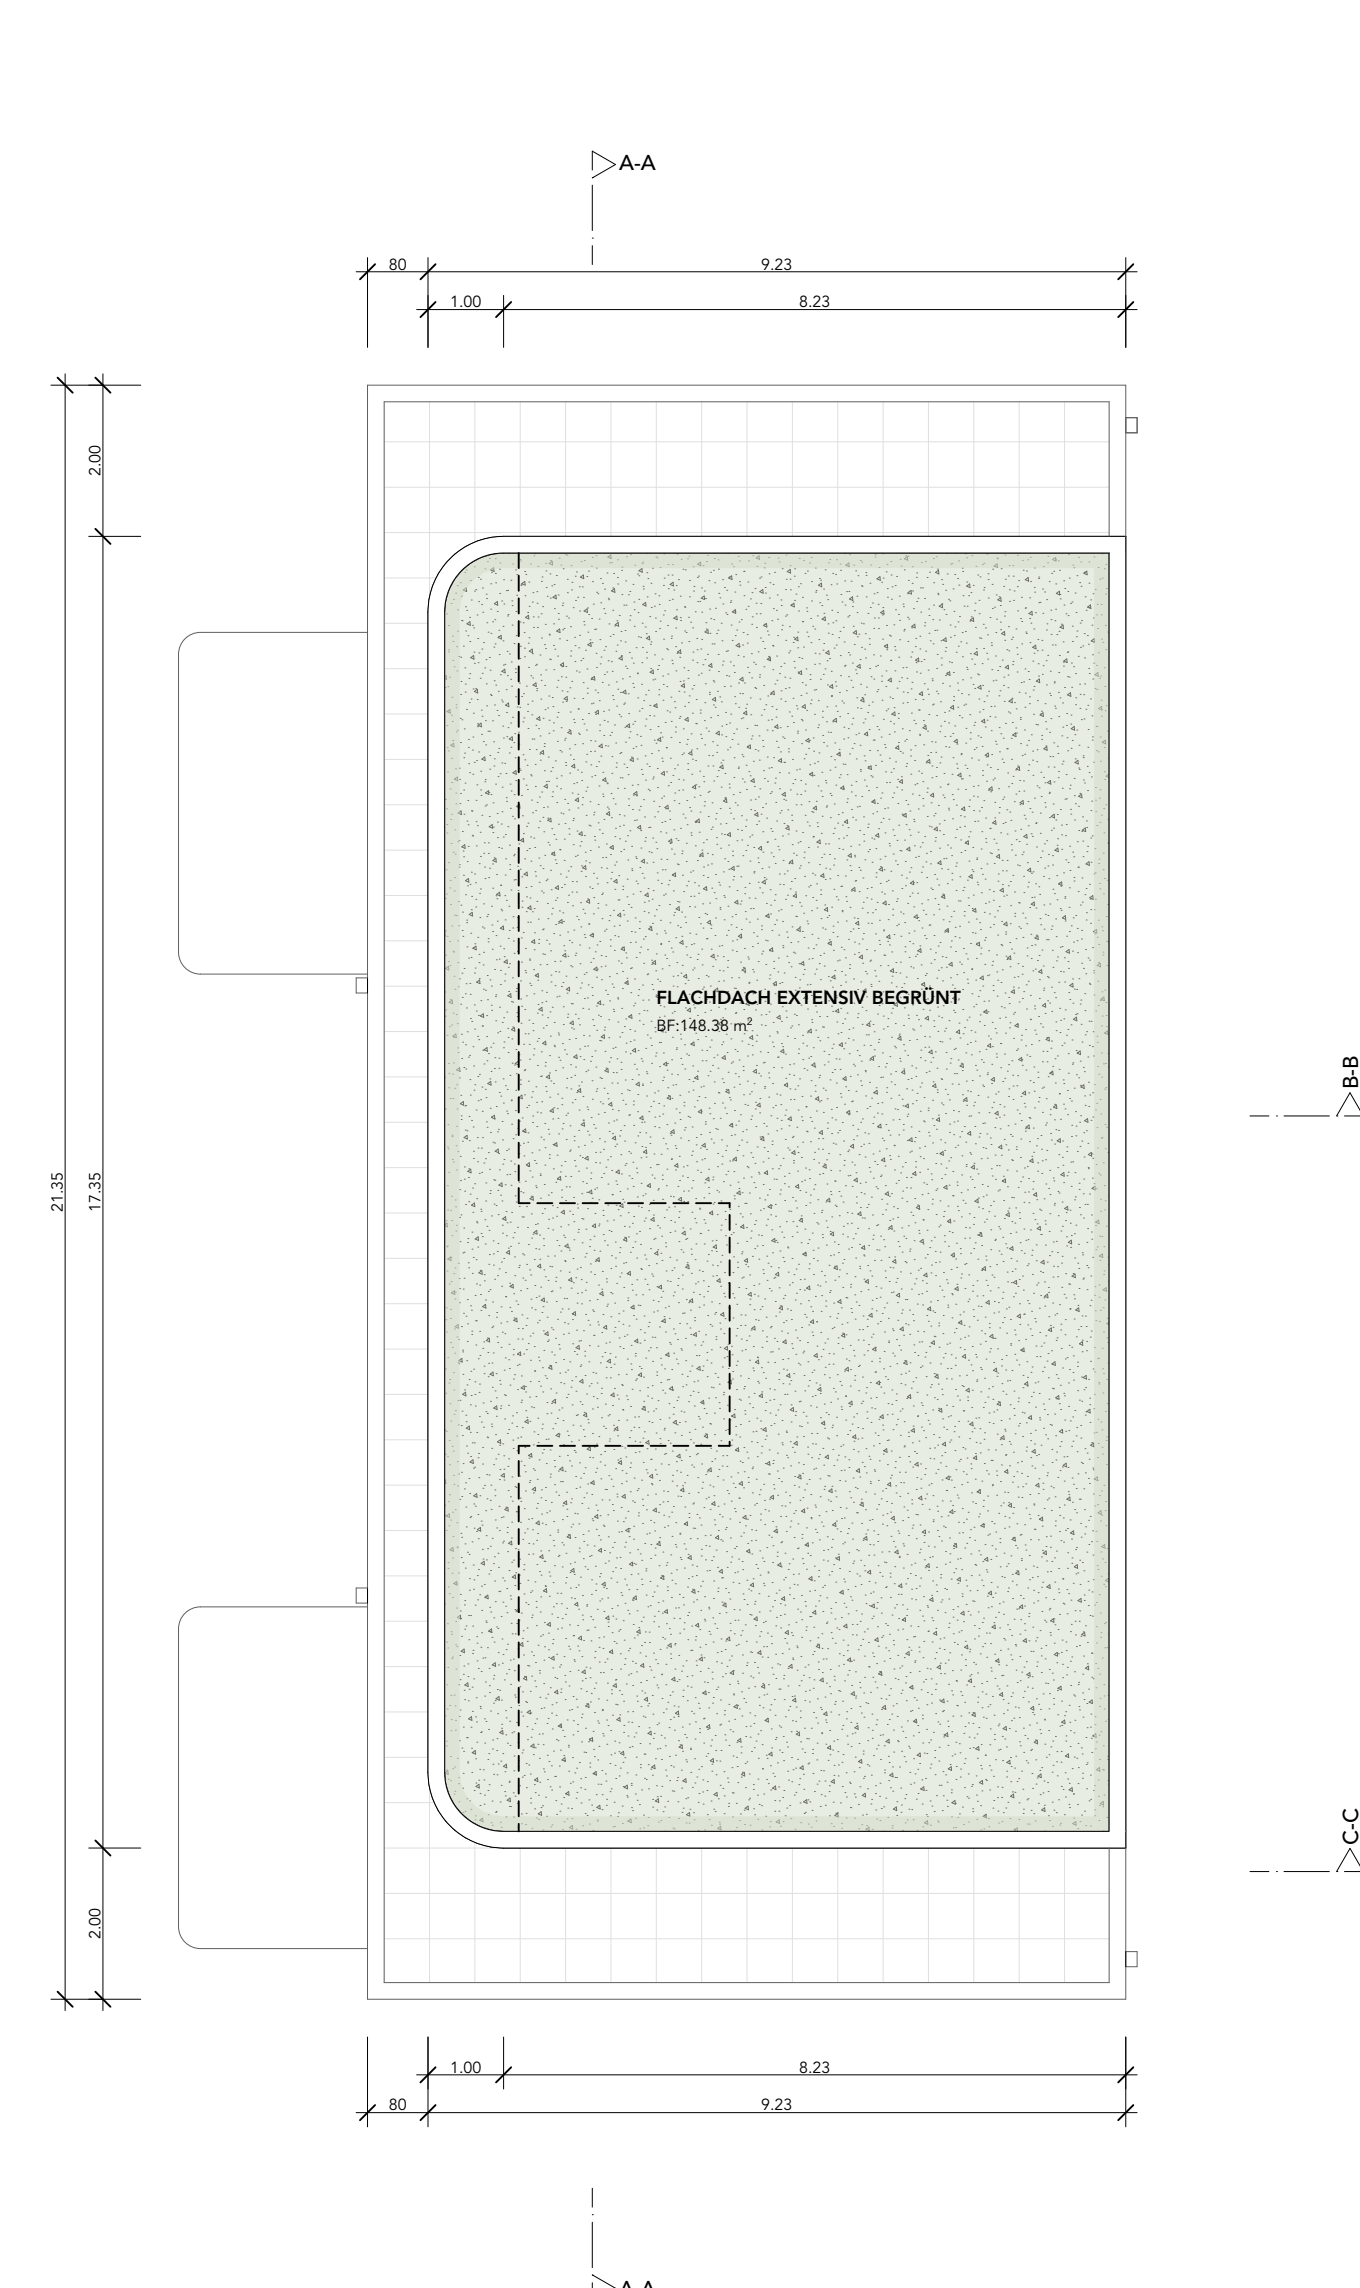 A-A
80
9.23
1.00
8.23
2.00
FLACHDACH EXTENSIV BEGRÜNT
BF:148.38 m²
B-B
21.35
17.35
C-C
2.00
1.00
8.23
80
9.23
A-A